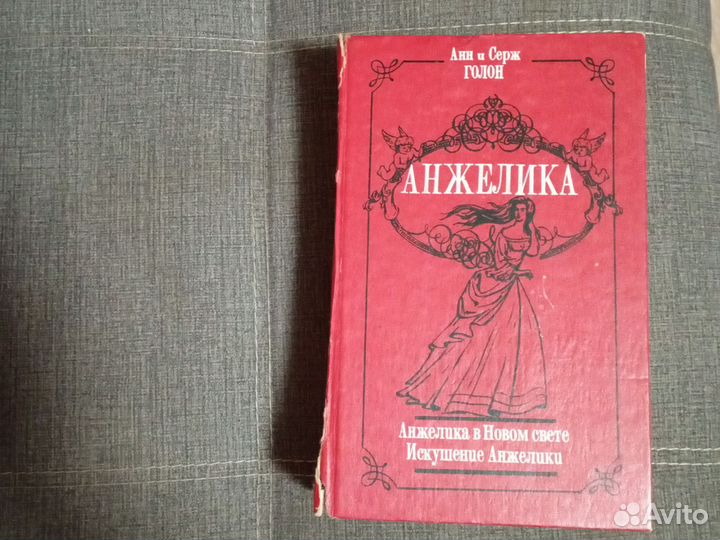 Анн и Серж
ГОЛОН
АНЖЕЛИКА
Анжелика в Новом свете
Искушение Анжелики
Avito